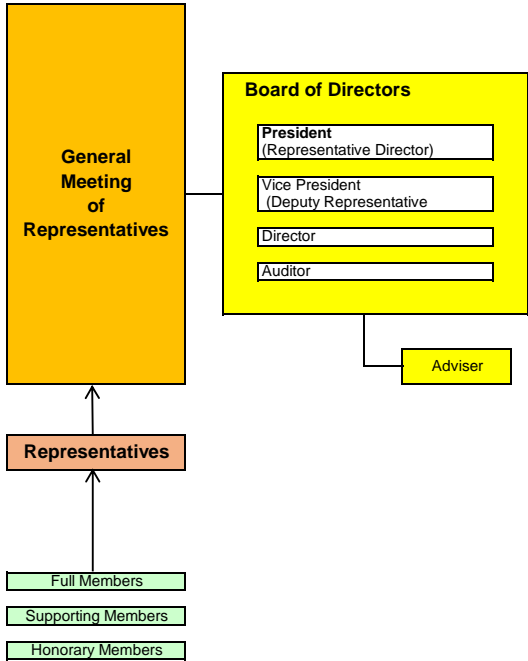 General
Meeting
of
Representatives
Board of Directors
President
(Representative Director)
Vice President
(Deputy Representative
Director
Auditor
Adviser
Representatives
Full Members
Supporting Members
Honorary Members